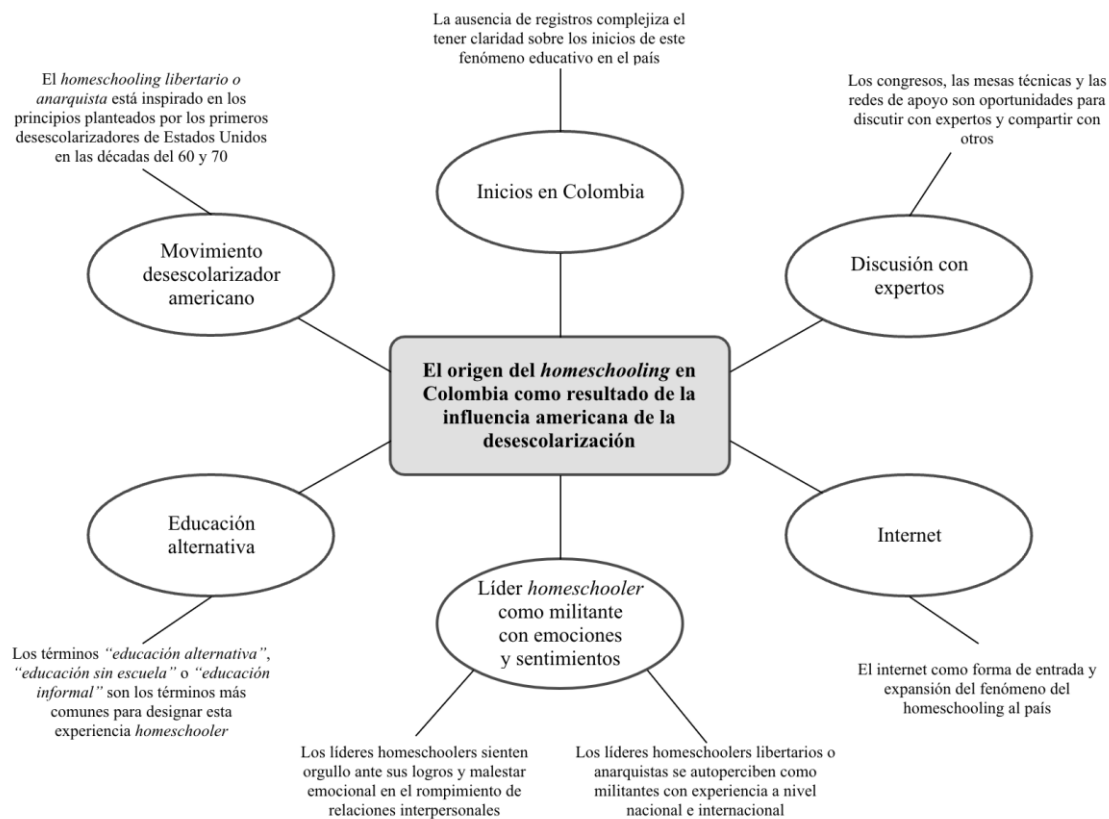 La ausencia de registros complejiza el
tener claridad sobre los inicios de este
fenómeno educativo en el país
El homeschooling libertario o
anarquista está inspirado en los
principios planteados por los primeros
desescolarizadores de Estados Unidos
en las décadas del 60 y 70
Los congresos, las mesas técnicas y las
redes de apoyo son oportunidades para
discutir con expertos y compartir con
otros
Inicios en Colombia
Movimiento
desescolarizador
americano
Discusión con
expertos
El origen del homeschooling en
Colombia como resultado de la
influencia americana de la
desescolarización
Educación
alternativa
Internet
Líder homeschooler
como militante
con emociones
y sentimientos
Los términos “educación alternativa”,
“educación sin escuela” o “educación
informal” son los términos más
comunes para designar esta
experiencia homeschooler
El internet como forma de entrada y
expansión del fenómeno del
homeschooling al país
Los líderes homeschoolers sienten
orgullo ante sus logros y malestar
emocional en el rompimiento de
relaciones interpersonales
Los líderes homeschoolers libertarios o
anarquistas se autoperciben como
militantes con experiencia a nivel
nacional e internacional